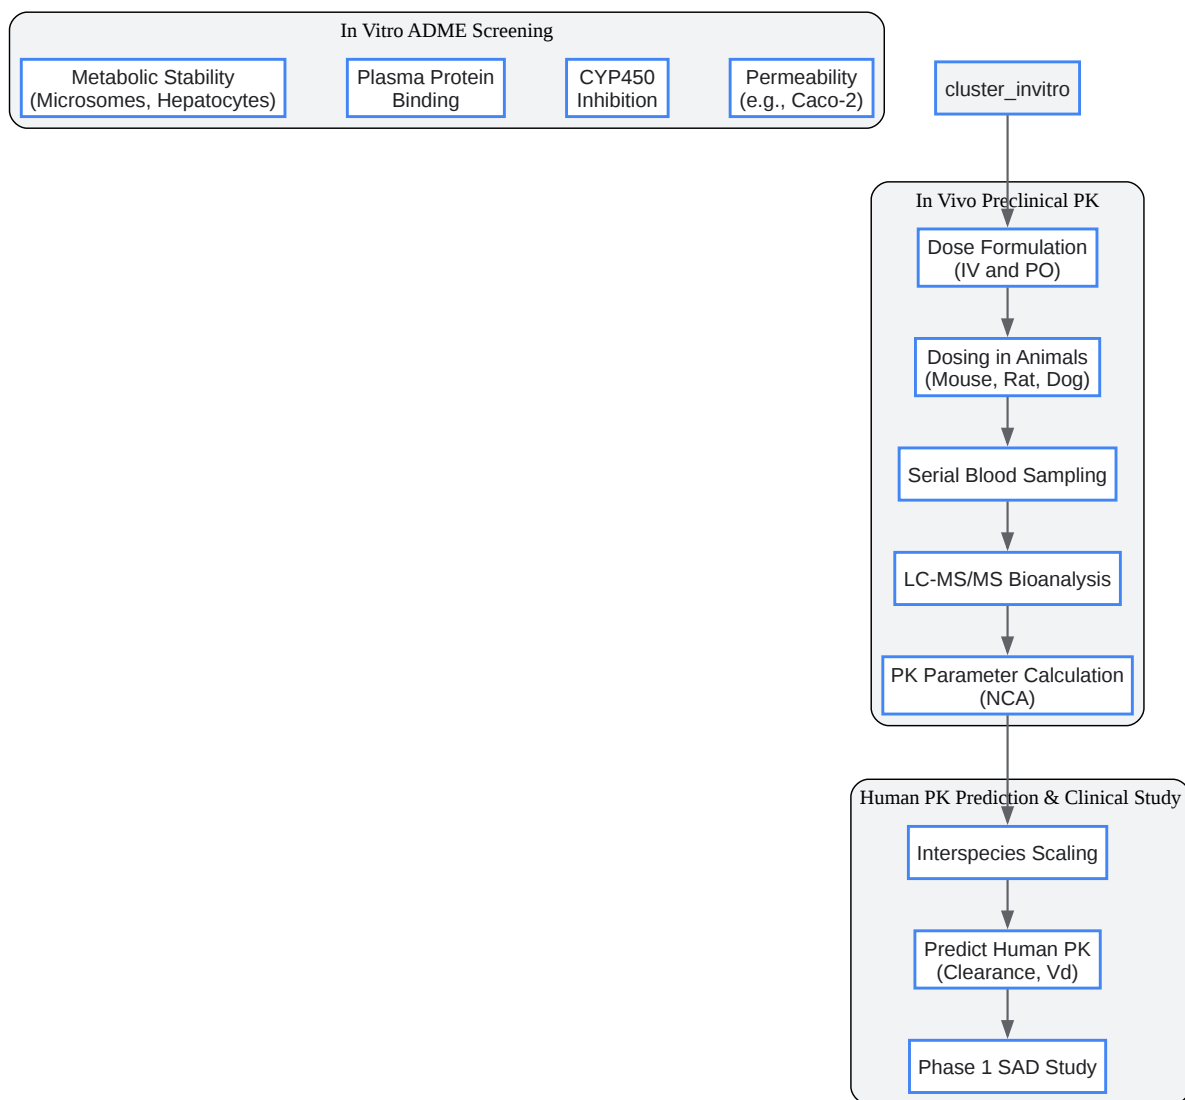 In Vitro ADME Screening
Metabolic Stability
(Microsomes, Hepatocytes)
Plasma Protein
Binding
CYP450
Inhibition
Permeability
(e.g., Caco-2)
cluster_invitro
In Vivo Preclinical PK
Dose Formulation
(IV and PO)
Dosing in Animals
(Mouse, Rat, Dog)
Serial Blood Sampling
LC-MS/MS Bioanalysis
PK Parameter Calculation
(NCA)
Human PK Prediction & Clinical Study
Interspecies Scaling
Predict Human PK
(Clearance, Vd)
Phase 1 SAD Study